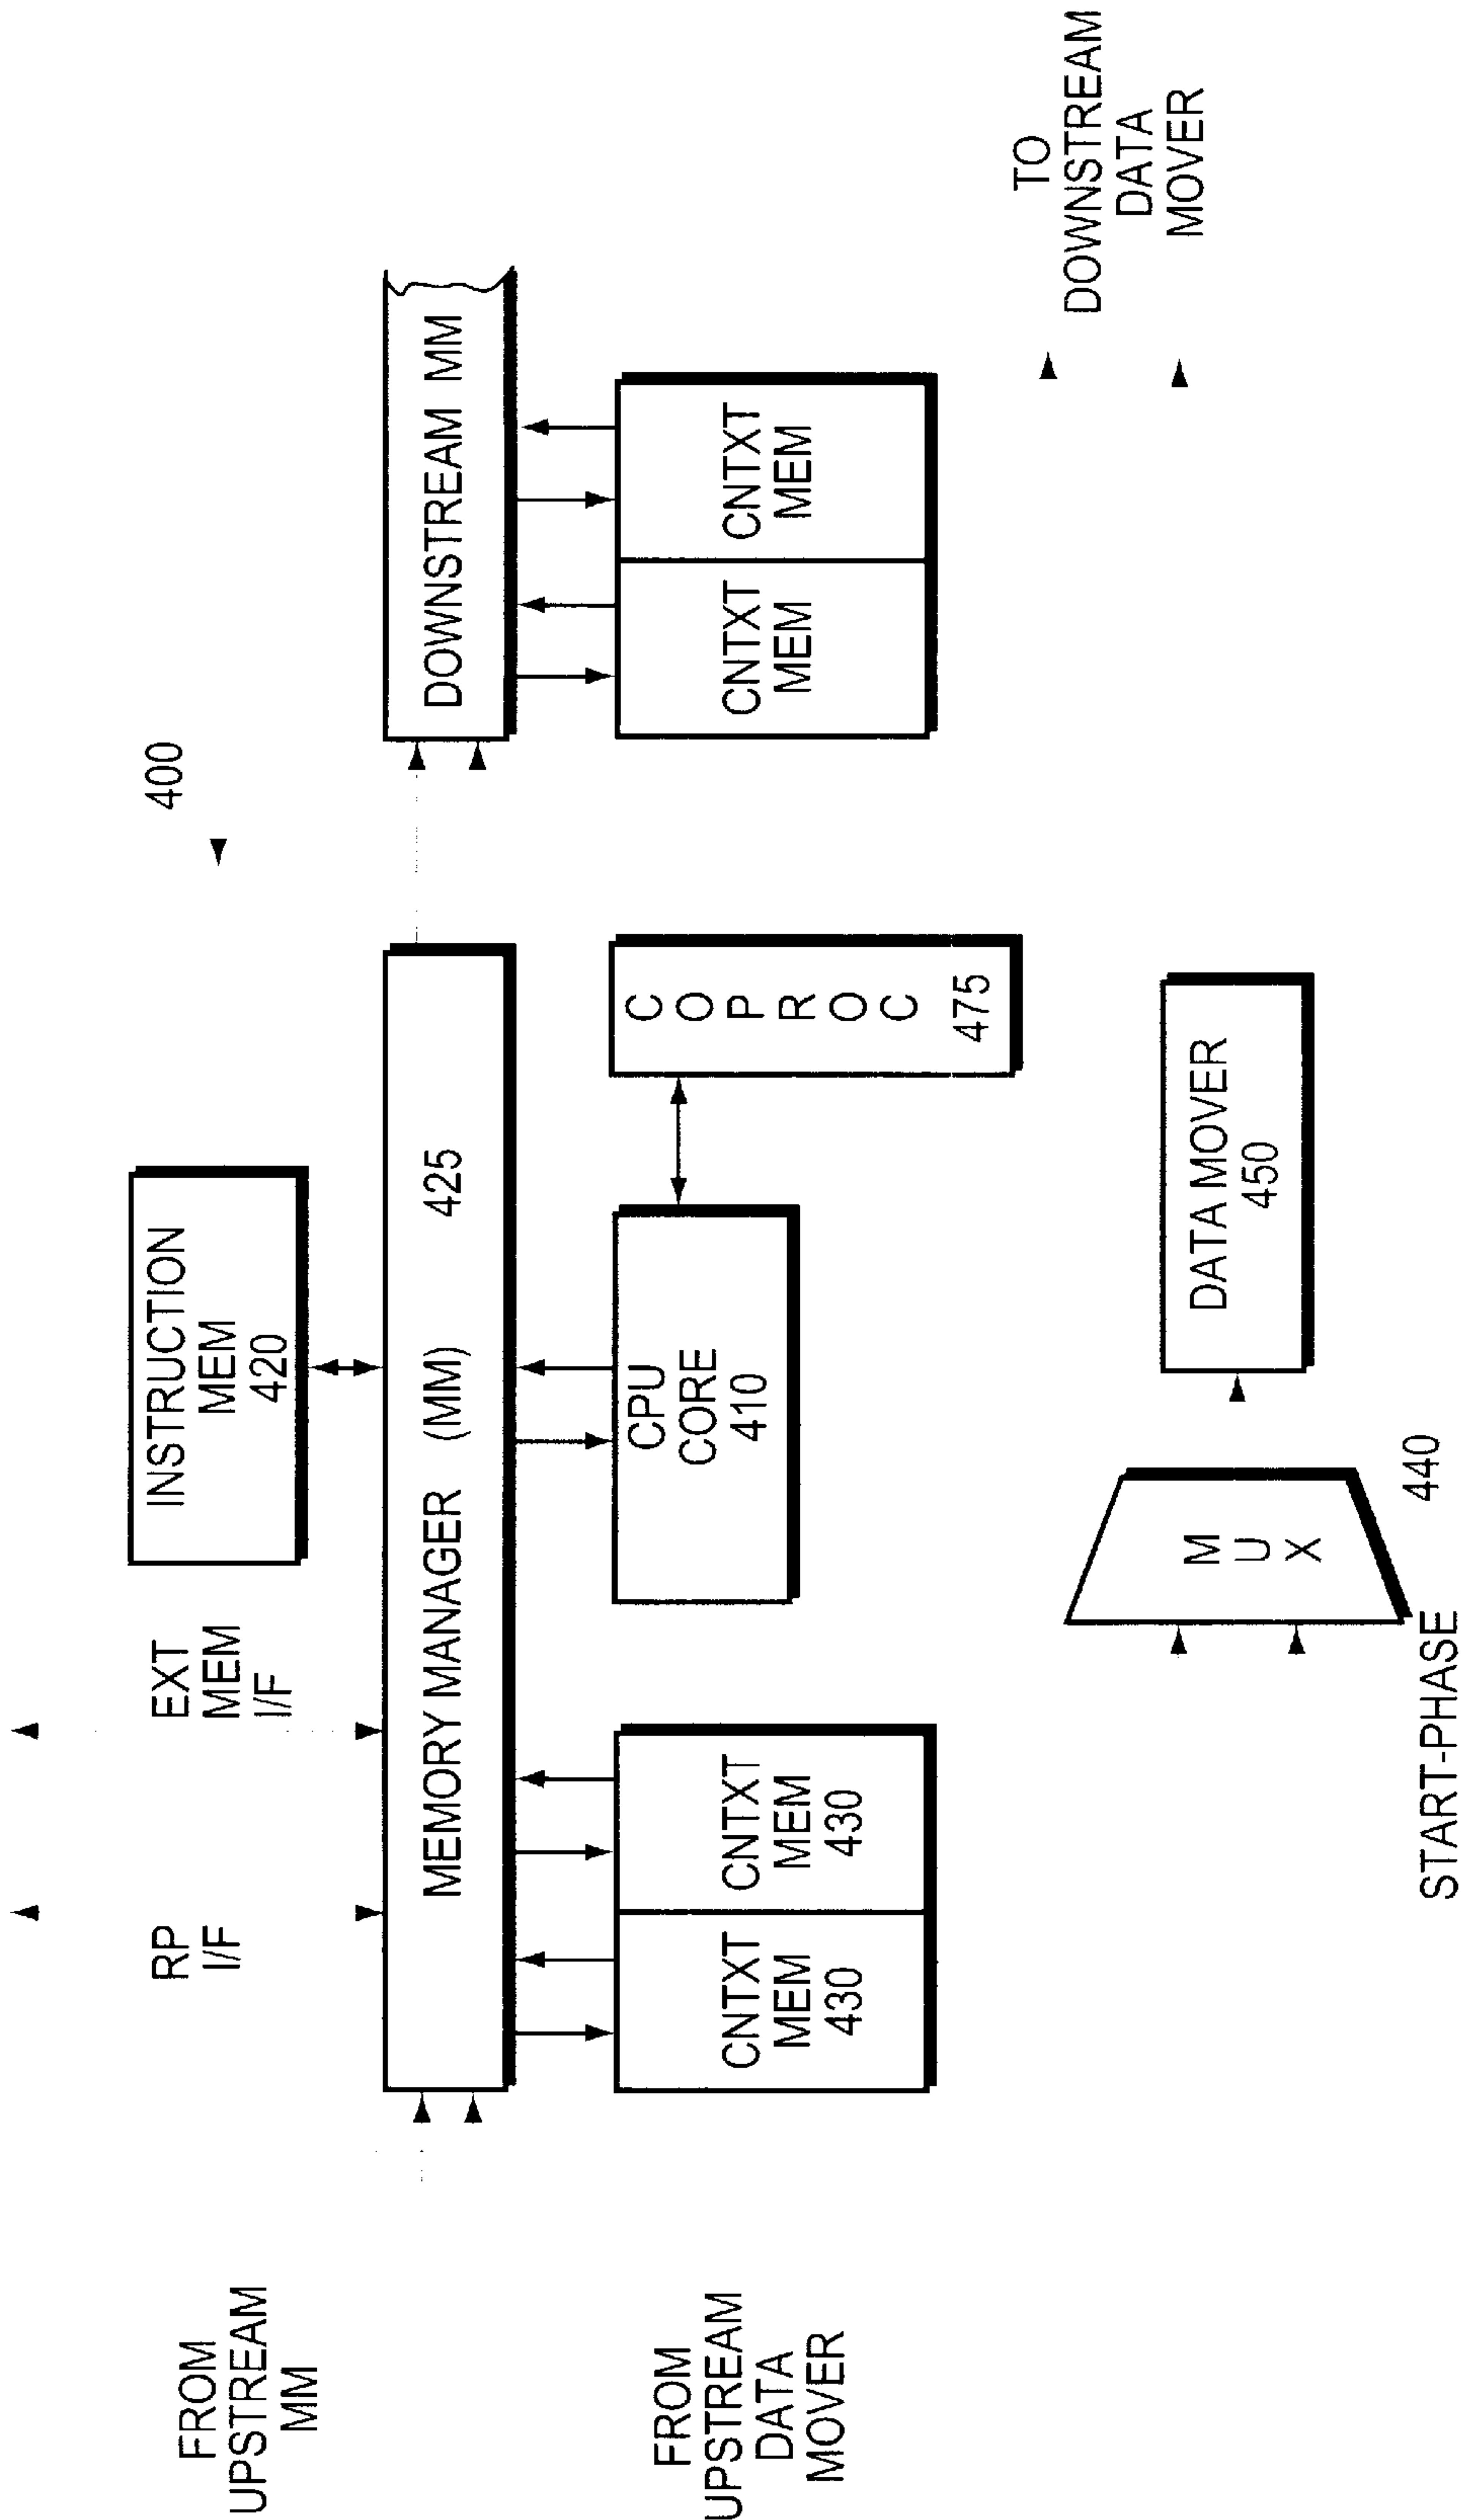 400
INSTRUCTION
MEM
420
EXT
MEM
I/F
RP
I/F
FROM
UPSTREAM
MM
MEMORY MANAGER (MM) 425
DOWNSTREAM MM
FROM
UPSTREAM
DATA
MOVER
CNTXT
MEM
430
CNTXT
MEM
430
CPU
CORE
410
C
O
P
R
O
C
475
CNTXT
MEM
CNTXT
MEM
TO
DOWNSTREAM
DATA
MOVER
M
U
X
440
START-PHASE
DATA MOVER
450